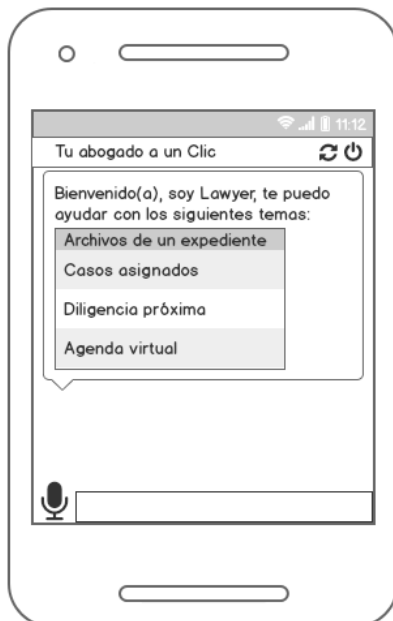 11:12
Tu abogado a un Clic
Bienvenido(a), soy Lawyer, te puedo
ayudar con los siguientes temas:
Archivos de un expediente
Casos asignados
Diligencia próxima
Agenda virtual